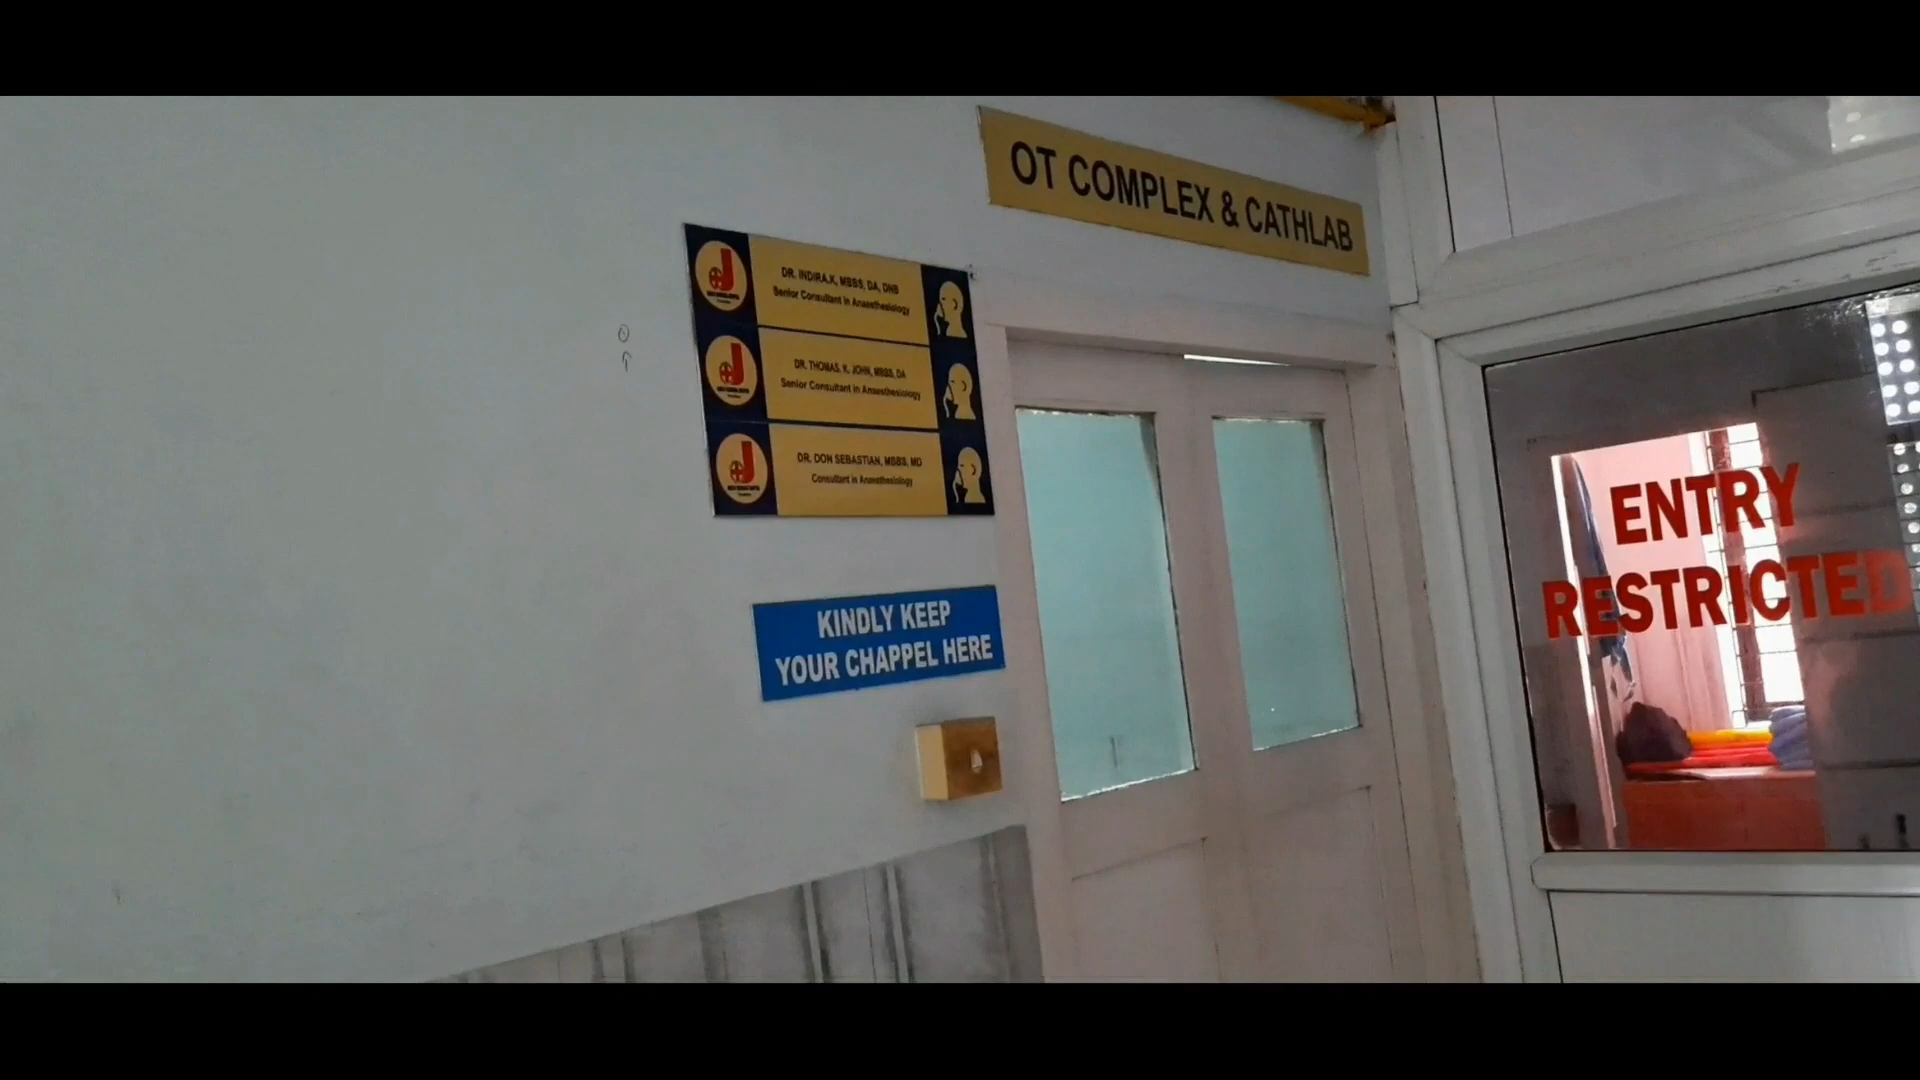 OT COMPLEX & CATHLAB
DR. INDIRA.K, MBBS, DA, DNB
Senior Consultant in Anaesthesiology
DR. THOMAS. K. JOHN, MBBS, DA
Senior Consultant in Anaesthesiology
DR. DON SEBASTIAN, MBBS, MD
Consultant in Anaesthesiology
KINDLY KEEP
YOUR CHAPPEL HERE
ENTRY
RESTRICTED